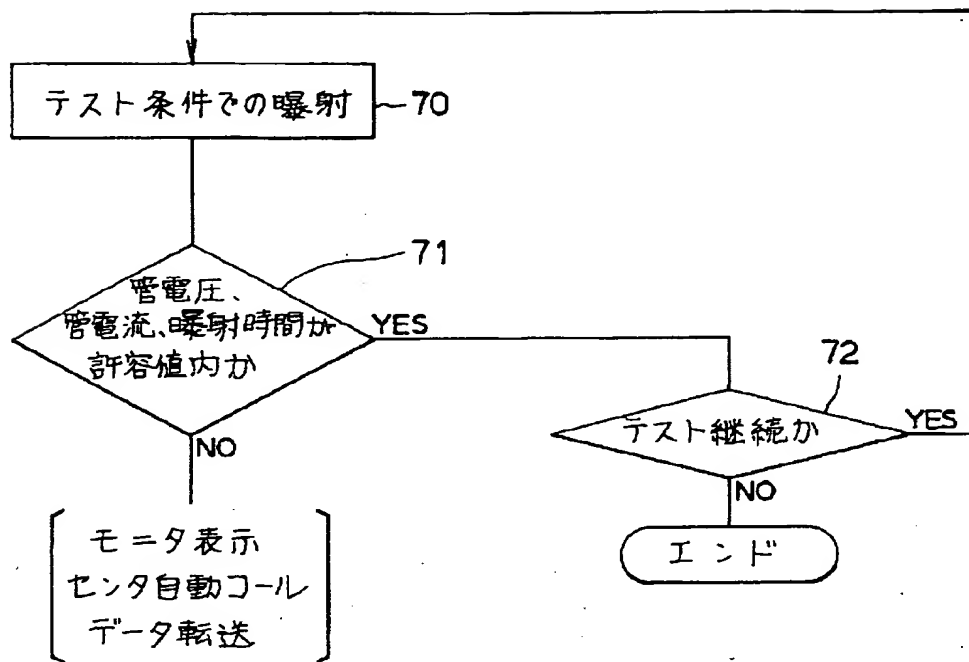 テスト条件での曝射
70
管電圧、
管電流、曝射時間が
許容値内か
71
YES
NO
モニタ表示
センタ自動コール
データ転送
テスト継続か
72
YES
NO
エンド